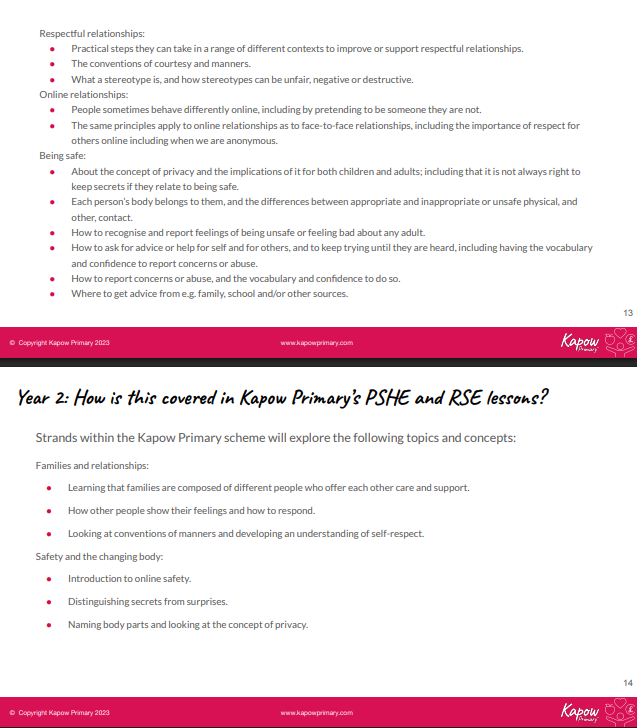 Respectful relationships:
● Practical steps they can take in a range of different contexts to improve or support respectful relationships.
● The conventions of courtesy and manners.
● What a stereotype is, and how stereotypes can be unfair, negative or destructive.
Online relationships:
● People sometimes behave differently online, including by pretending to be someone they are not.
● The same principles apply to online relationships as to face-to-face relationships, including the importance of respect for
others online including when we are anonymous.
Being safe:
● About the concept of privacy and the implications of it for both children and adults; including that it is not always right to
keep secrets if they relate to being safe.
● Each person's body belongs to them, and the differences between appropriate and inappropriate or unsafe physical, and
other, contact.
● How to recognise and report feelings of being unsafe or feeling bad about any adult.
● How to ask for advice or help for self and for others, and to keep trying until they are heard, including having the vocabulary
and confidence to report concerns or abuse.
● How to report concerns or abuse, and the vocabulary and confidence to do so.
● Where to get advice from e.g. family, school and/or other sources.
13
© Copyright Kapow Primary 2023 www.kapowprimary.com Kapow
Primary
Year 2: How is this covered in Kapow Primary's PSHE and RSE lessons?
Strands within the Kapow Primary scheme will explore the following topics and concepts:
Families and relationships:
● Learning that families are composed of different people who offer each other care and support.
● How other people show their feelings and how to respond.
● Looking at conventions of manners and developing an understanding of self-respect.
Safety and the changing body:
● Introduction to online safety.
● Distinguishing secrets from surprises.
● Naming body parts and looking at the concept of privacy.
14
© Copyright Kapow Primary 2023 www.kapowprimary.com Kapow
Primary